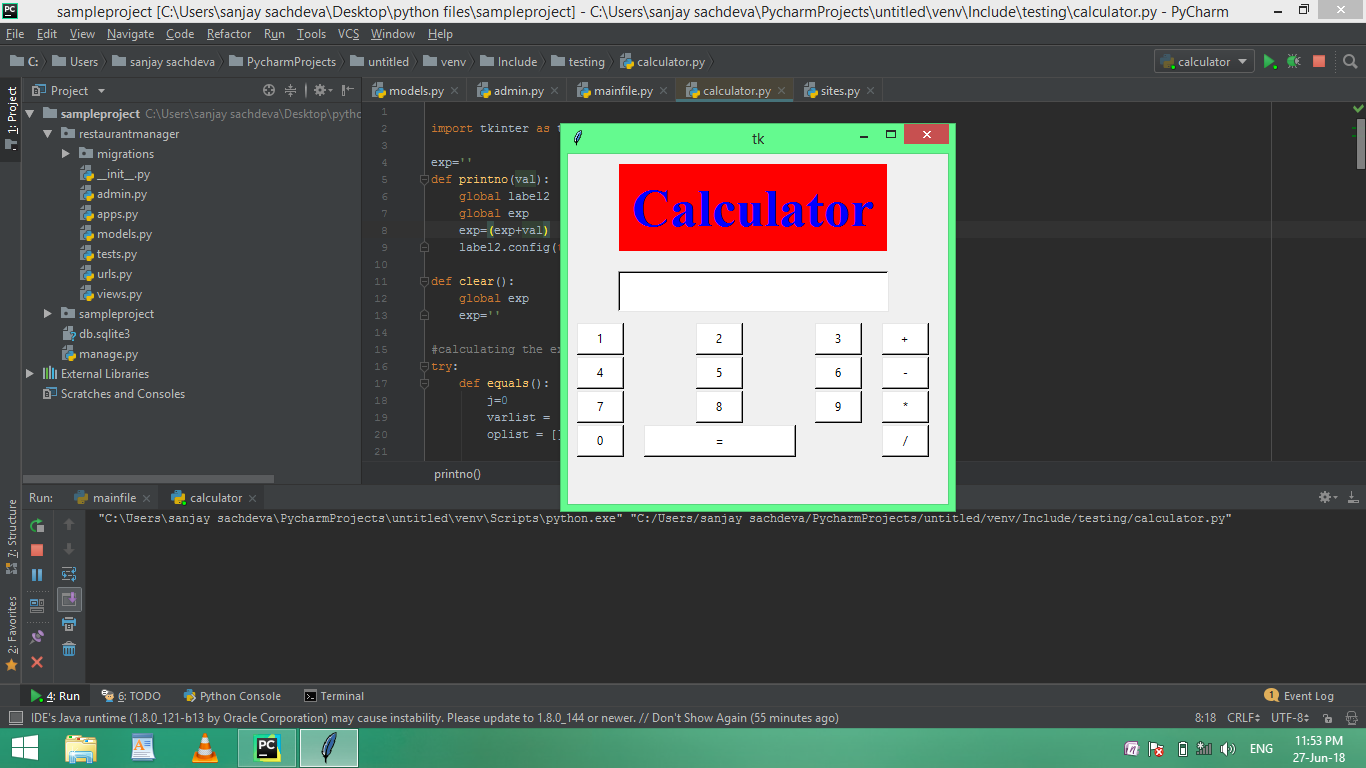 sampleproject [C:\Users\sanjay sachdeva\Desktop\python files\sampleproject] - C:\Users\sanjay sachdeva\PycharmProjects\untitled\venv\Include\testing\calculator.py - PyCharm
File Edit View Navigate Code Refactor Run Tools VCS Window Help
C: Users sanjay sachdeva PycharmProjects untitled venv Include testing calculator.py
calculator
1: Project
Project
models.py admin.py mainfile.py calculator.py sites.py
sampleproject C:\Users\sanjay sachdeva\Desktop\pytho
restaurantmanager
migrations
__init__.py
admin.py
apps.py
models.py
tests.py
urls.py
views.py
sampleproject
db.sqlite3
manage.py
External Libraries
Scratches and Consoles
1
2 import tkinter as t
3
4 exp=''
5 def printno(val):
6 global label2
7 global exp
8 exp=(exp+val)
9 label2.config(
10
11 def clear():
12 global exp
13 exp=''
14
15 #calculating the ex
16 try:
17 def equals():
18 j=0
19 varlist =
20 oplist = []
21
printno()
tk
Calculator
1 2 3 +
4 5 6 -
7 8 9 *
0 = /
Run: mainfile calculator
"C:\Users\sanjay sachdeva\PycharmProjects\untitled\venv\Scripts\python.exe" "C:/Users/sanjay sachdeva/PycharmProjects/untitled/venv/Include/testing/calculator.py"
7: Structure
2: Favorites
4: Run 6: TODO Python Console Terminal
1 Event Log
IDE's Java runtime (1.8.0_121-b13 by Oracle Corporation) may cause instability. Please update to 1.8.0_144 or newer. // Don't Show Again (55 minutes ago)
8:18 CRLF UTF-8
ENG
11:53 PM
27-Jun-18